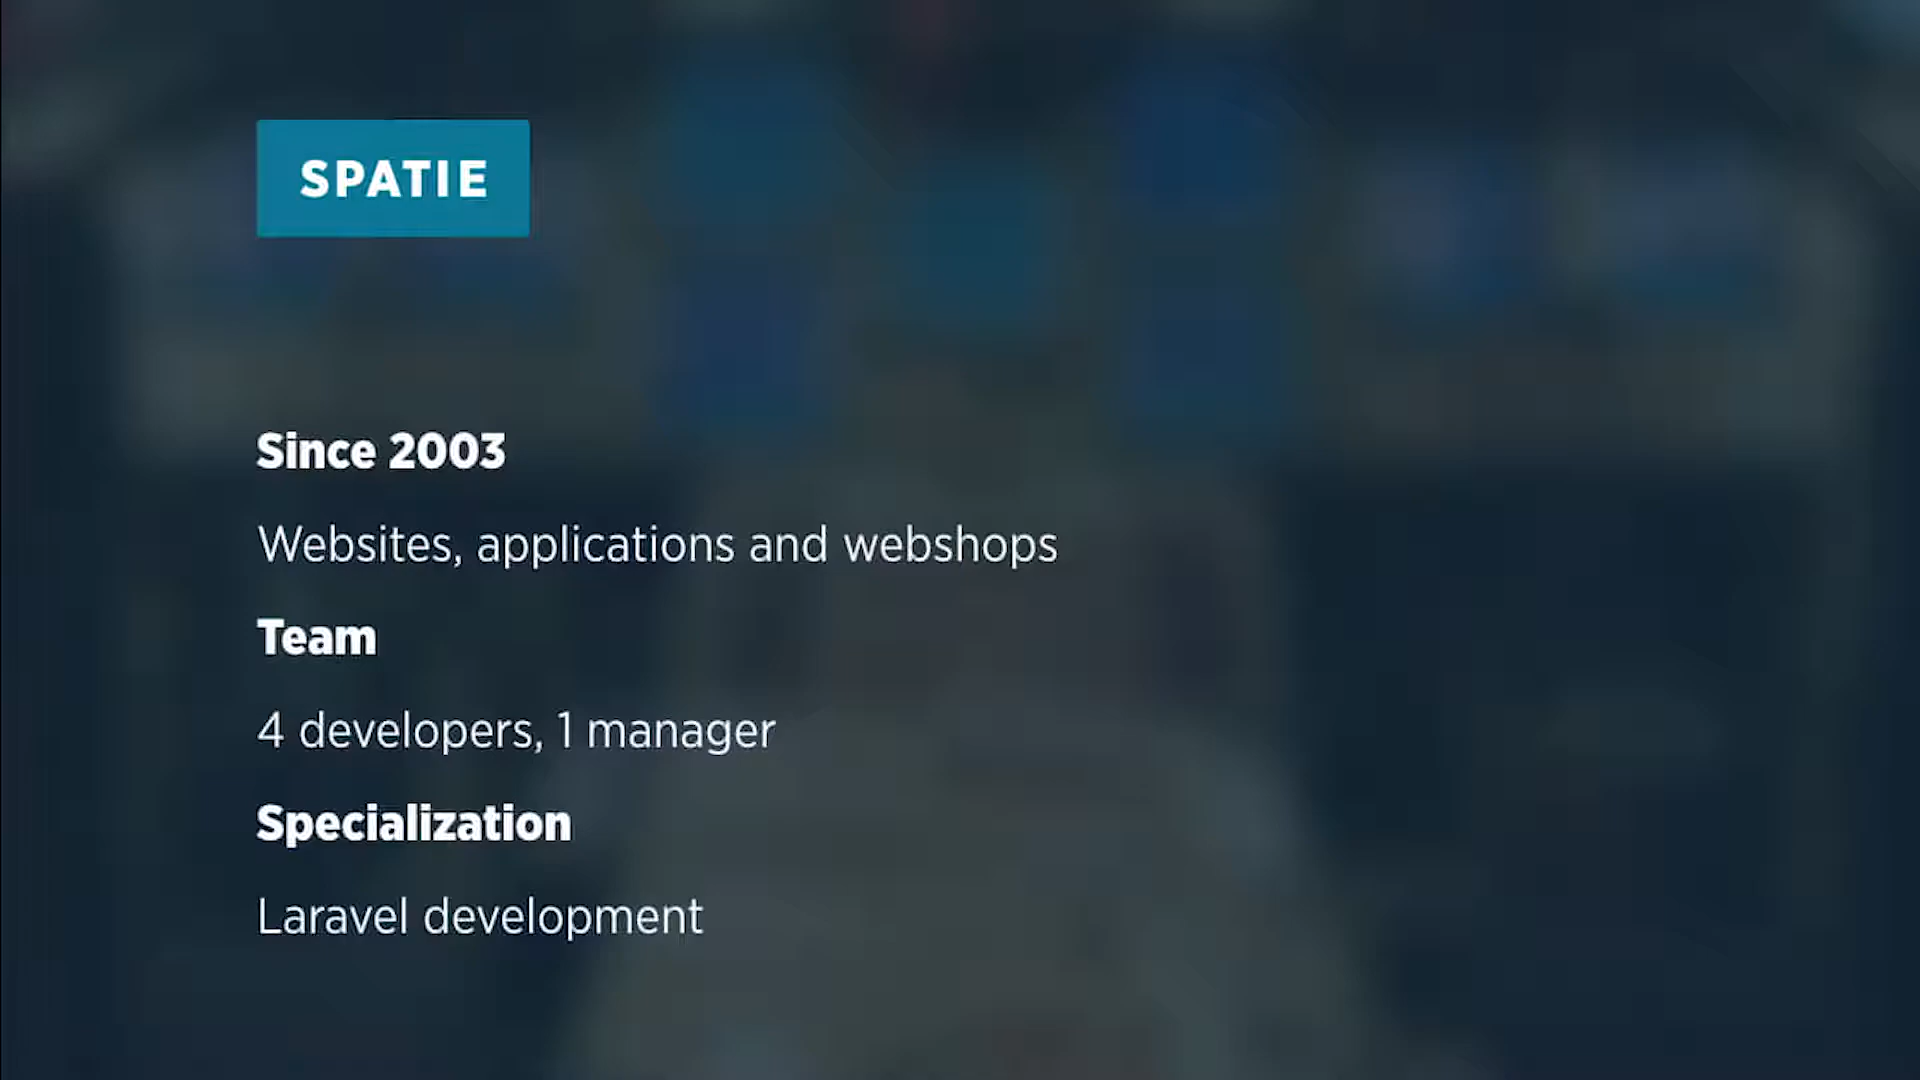 SPATIE
Since 2003
Websites, applications and webshops
Team
4 developers, 1 manager
Specialization
Laravel development